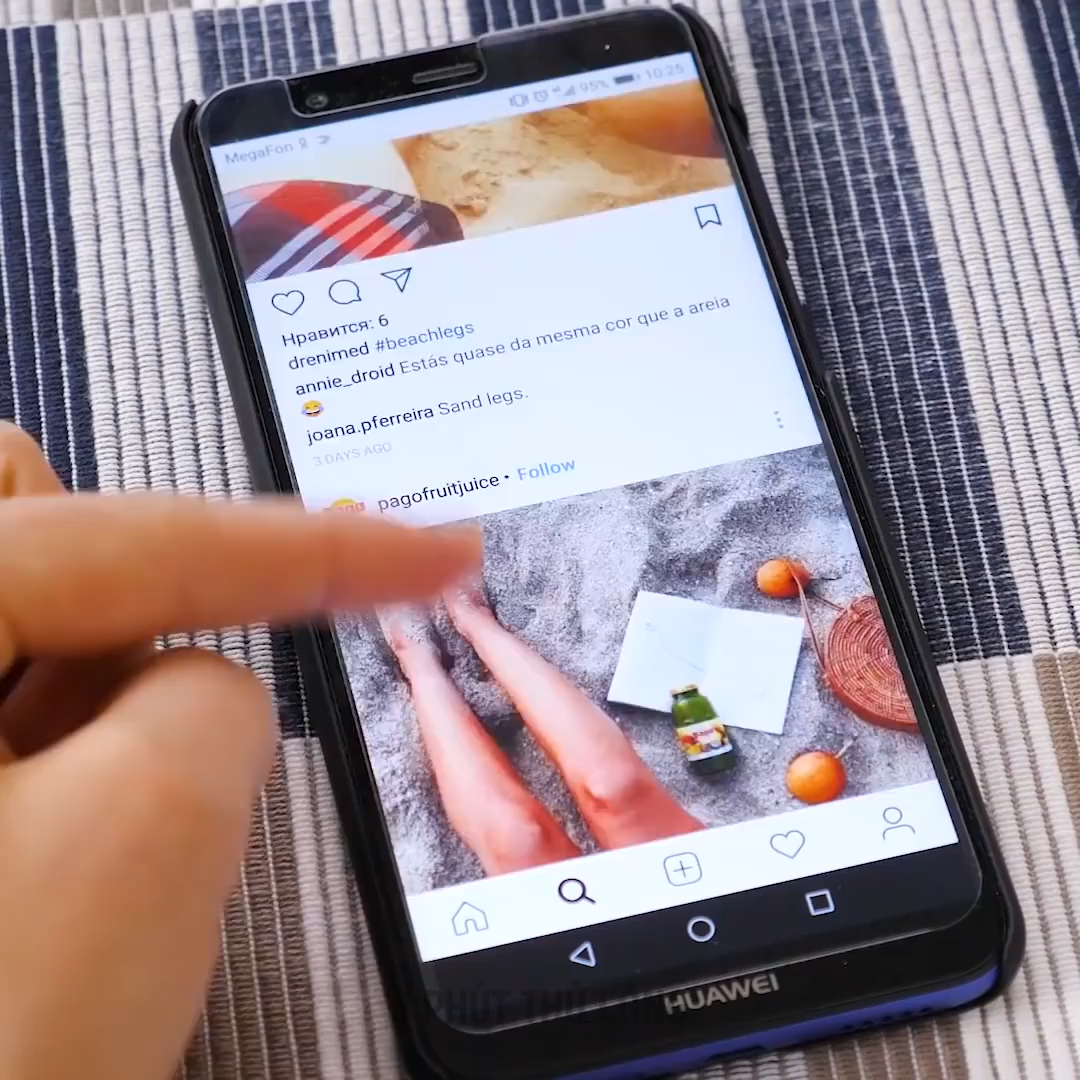 MegaFon 95% 10:25
Нравится: 6
drenimed #beachlegs
annie_droid Estás quase da mesma cor que a areia
😂
joana.pferreira Sand legs.
3 DAYS AGO
pagofruitjuice • Follow
HUAWEI